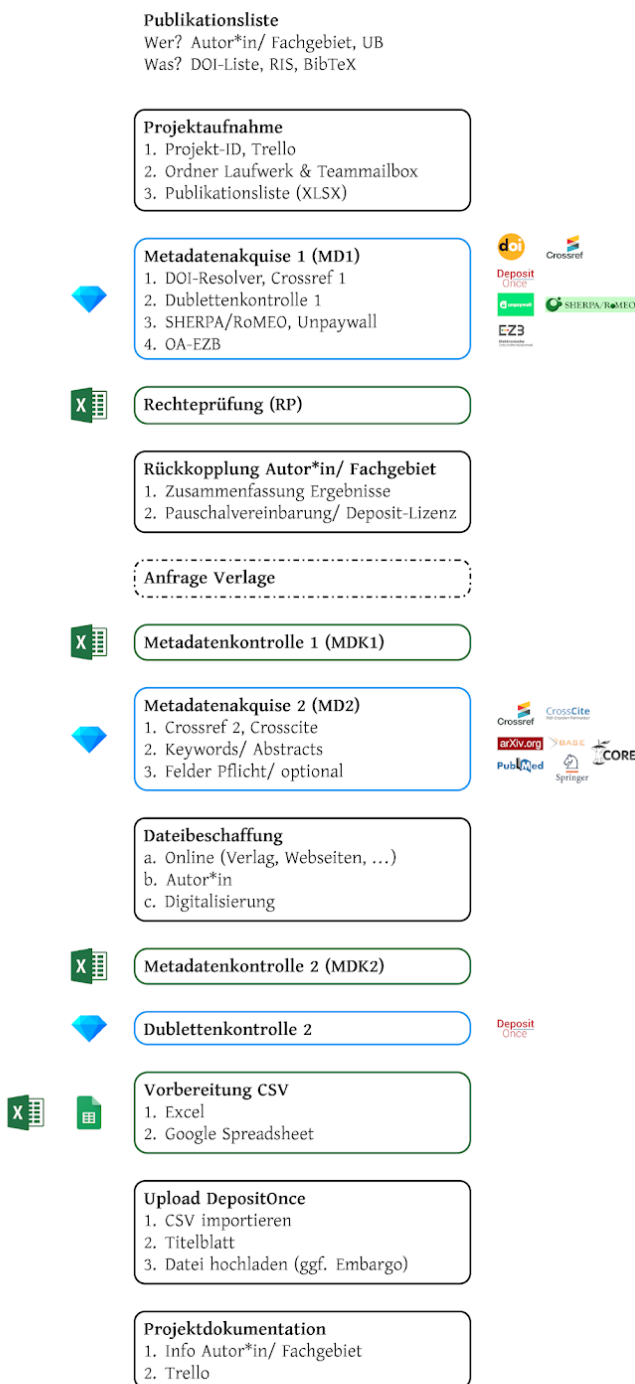 Publikationsliste
Wer? Autor*in/ Fachgebiet, UB
Was? DOI-Liste, RIS, BibTeX
Projektaufnahme
1. Projekt-ID, Trello
2. Ordner Laufwerk & Teammailbox
3. Publikationsliste (XLSX)
Metadatenakquise 1 (MD1)
1. DOI-Resolver, Crossref 1
2. Dublettenkontrolle 1
3. SHERPA/RoMEO, Unpaywall
4. OA-EZB
doi
Crossref
Deposit
Once
unpaywall
SHERPA/RoMEO
EZB
Elektronische
X
Rechteprüfung (RP)
Rückkopplung Autor*in/ Fachgebiet
1. Zusammenfassung Ergebnisse
2. Pauschalvereinbarung/ Deposit-Lizenz
Anfrage Verlage
X
Metadatenkontrolle 1 (MDK1)
Metadatenakquise 2 (MD2)
1. Crossref 2, Crosscite
2. Keywords/ Abstracts
3. Felder Pflicht/ optional
Crossref
CrossCite
arXiv.org
BASE
CORE
PubMed
Springer
Dateibeschaffung
a. Online (Verlag, Webseiten, …)
b. Autor*in
c. Digitalisierung
X
Metadatenkontrolle 2 (MDK2)
Dublettenkontrolle 2
Deposit
Once
X
Vorbereitung CSV
1. Excel
2. Google Spreadsheet
Upload DepositOnce
1. CSV importieren
2. Titelblatt
3. Datei hochladen (ggf. Embargo)
Projektdokumentation
1. Info Autor*in/ Fachgebiet
2. Trello